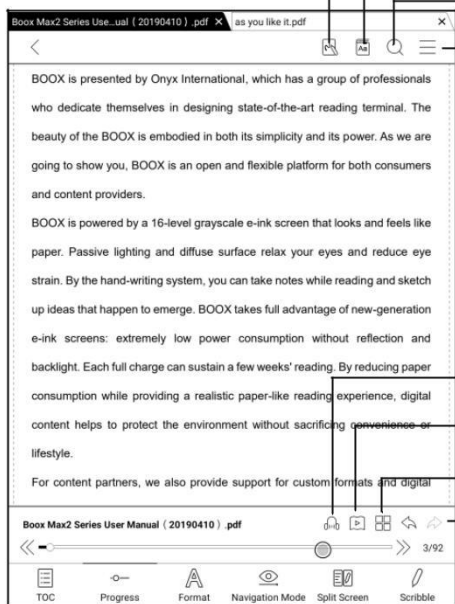 Boox Max2 Series Use...ual（20190410）.pdf ×
as you like it.pdf ×
Aa
BOOX is presented by Onyx International, which has a group of professionals
who dedicate themselves in designing state-of-the-art reading terminal. The
beauty of the BOOX is embodied in both its simplicity and its power. As we are
going to show you, BOOX is an open and flexible platform for both consumers
and content providers.
BOOX is powered by a 16-level grayscale e-ink screen that looks and feels like
paper. Passive lighting and diffuse surface relax your eyes and reduce eye
strain. By the hand-writing system, you can take notes while reading and sketch
up ideas that happen to emerge. BOOX takes full advantage of new-generation
e-ink screens: extremely low power consumption without reflection and
backlight. Each full charge can sustain a few weeks' reading. By reducing paper
consumption while providing a realistic paper-like reading experience, digital
content helps to protect the environment without sacrificing convenience or
lifestyle.
For content partners, we also provide support for custom formats and digital
Boox Max2 Series User Manual（20190410）.pdf
3/92
TOC Progress Format Navigation Mode Split Screen Scribble